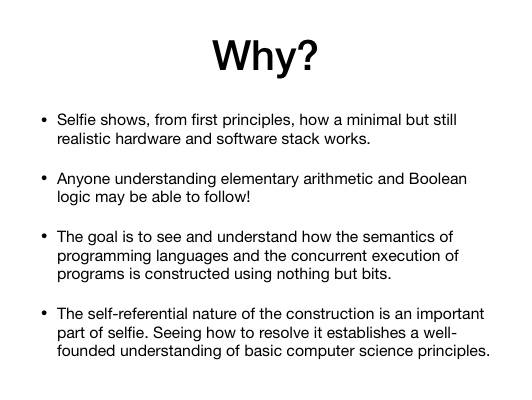 Why?
• Selfie shows, from first principles, how a minimal but still
realistic hardware and software stack works.
• Anyone understanding elementary arithmetic and Boolean
logic may be able to follow!
• The goal is to see and understand how the semantics of
programming languages and the concurrent execution of
programs is constructed using nothing but bits.
• The self-referential nature of the construction is an important
part of selfie. Seeing how to resolve it establishes a well-
founded understanding of basic computer science principles.